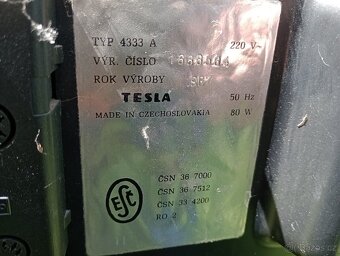 TYP 4333 A 220 V~
VÝR. ČÍSLO
ROK VÝROBY
TESLA 50 Hz
MADE IN CZECHOSLOVAKIA 80 W
ČSN 36 7000
ČSN 36 7512
ČSN 33 4200
RO 2
ESČ